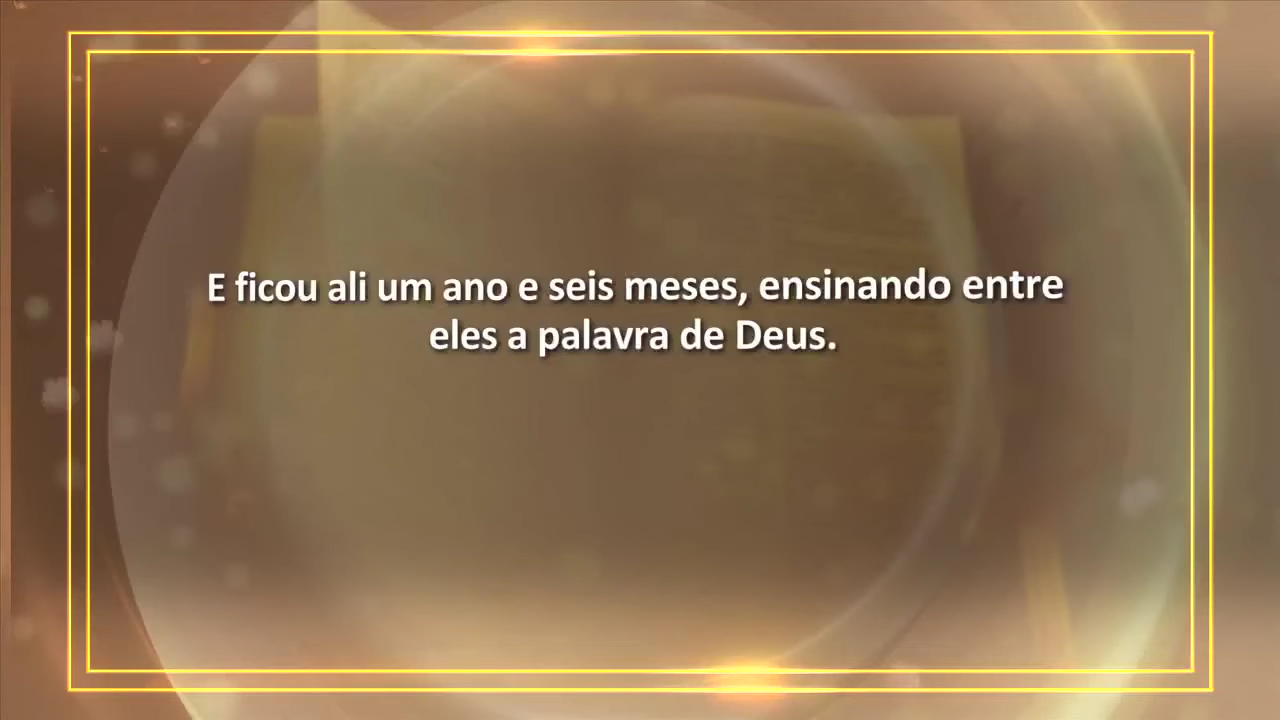 E ficou ali um ano e seis meses, ensinando entre
eles a palavra de Deus.